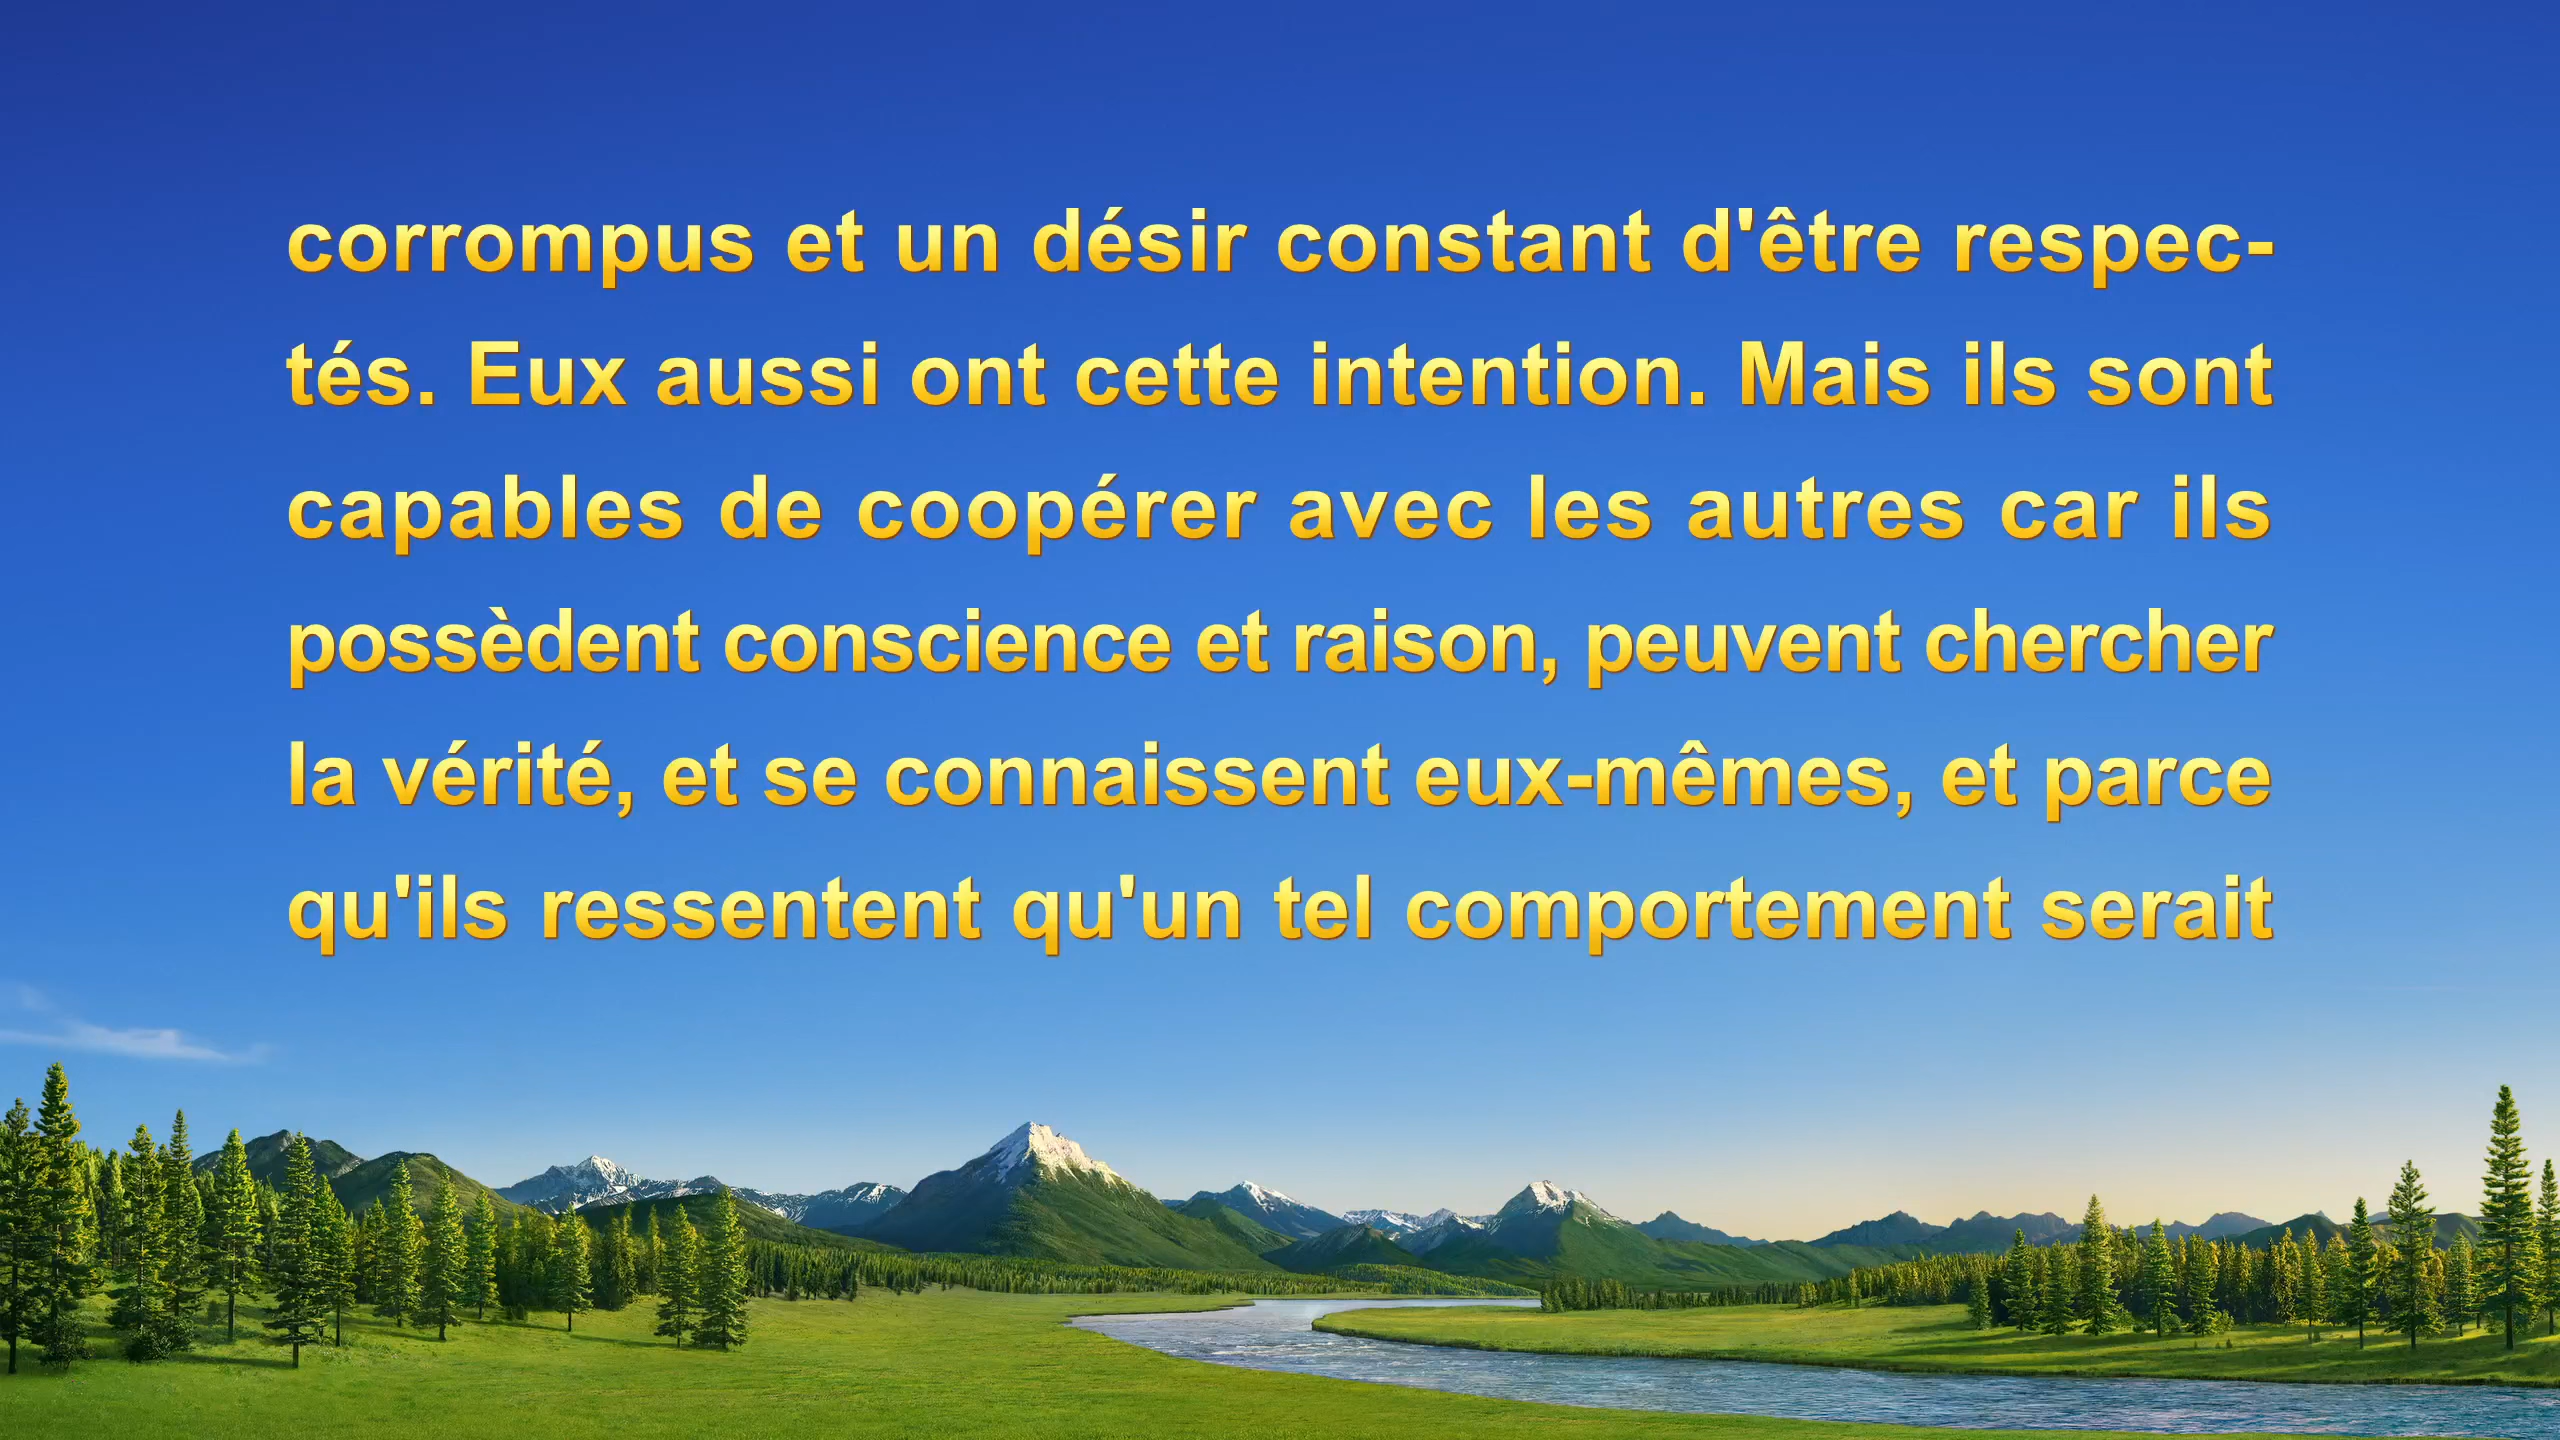 corrompus et un désir constant d'être respec-
tés. Eux aussi ont cette intention. Mais ils sont
capables de coopérer avec les autres car ils
possèdent conscience et raison, peuvent chercher
la vérité, et se connaissent eux-mêmes, et parce
qu'ils ressentent qu'un tel comportement serait